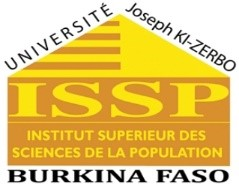 UNIVERSITÉ Joseph KI-ZERBO
ISSP
INSTITUT SUPERIEUR DES
SCIENCES DE LA POPULATION
BURKINA FASO